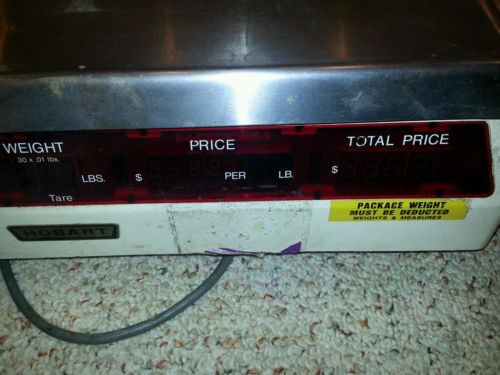 WEIGHT
30 x .01 lbs.
LBS.
Tare
PRICE
$ PER LB.
TOTAL PRICE
$
PACKAGE WEIGHT
MUST BE DEDUCTED
WEIGHTS & MEASURES
HOBART